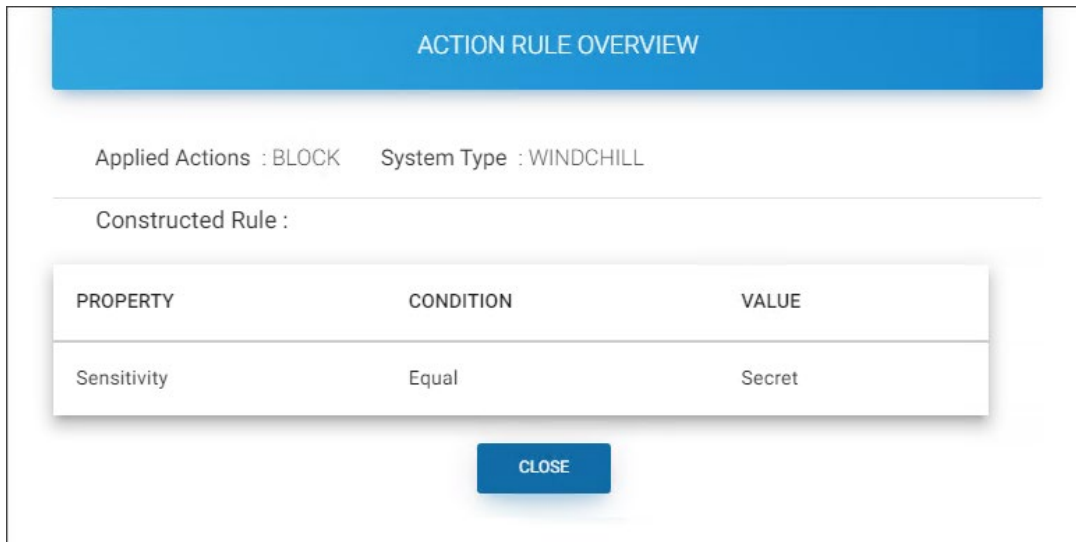 ACTION RULE OVERVIEW
Applied Actions : BLOCK System Type : WINDCHILL
Constructed Rule :
PROPERTY CONDITION VALUE
Sensitivity Equal Secret
CLOSE